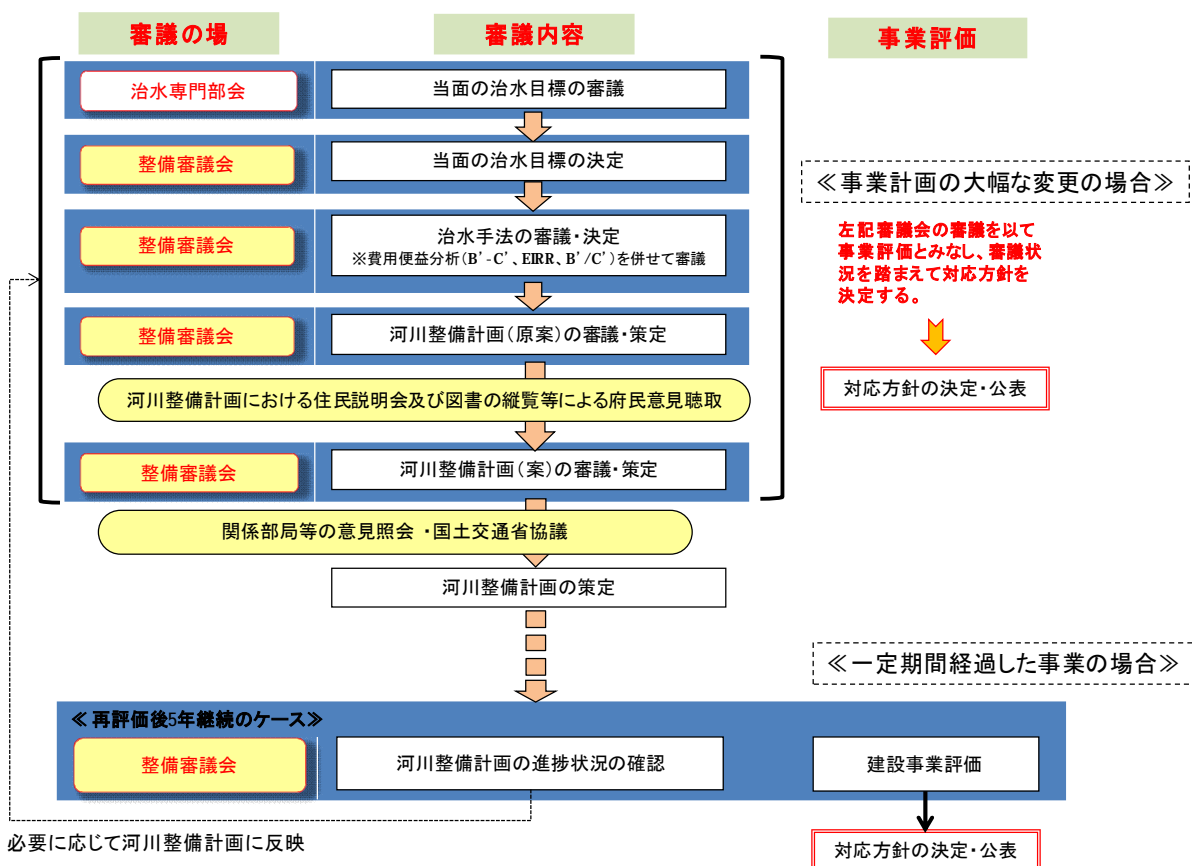 審議の場
審議内容
事業評価
治水専門部会
当面の治水目標の審議
整備審議会
当面の治水目標の決定
≪事業計画の大幅な変更の場合≫
整備審議会
治水手法の審議・決定
※費用便益分析(B'-C'、EIRR、B'/C')を併せて審議
左記審議会の審議を以て
事業評価とみなし、審議状
況を踏まえて対応方針を
決定する。
整備審議会
河川整備計画(原案)の審議・策定
対応方針の決定・公表
河川整備計画における住民説明会及び図書の縦覧等による府民意見聴取
整備審議会
河川整備計画(案)の審議・策定
関係部局等の意見照会 ・国土交通省協議
河川整備計画の策定
≪一定期間経過した事業の場合≫
≪再評価後5年継続のケース≫
整備審議会
河川整備計画の進捗状況の確認
建設事業評価
必要に応じて河川整備計画に反映
対応方針の決定・公表